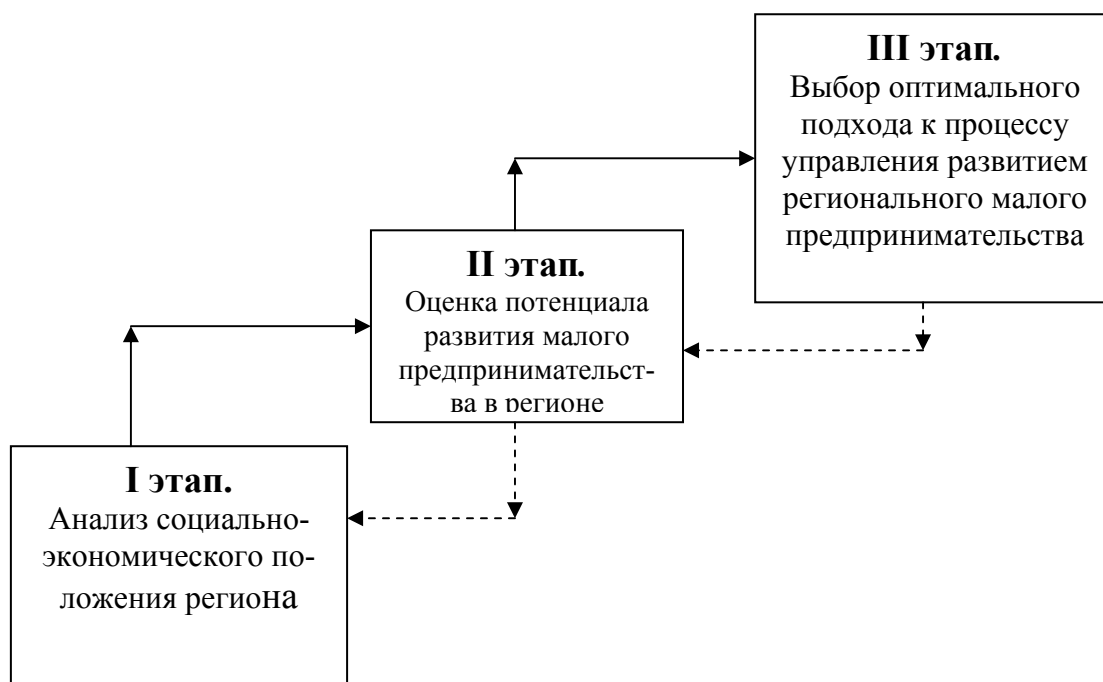 III этап.
Выбор оптимального
подхода к процессу
управления развитием
регионального малого
предпринимательства
II этап.
Оценка потенциала
развития малого
предпринимательст-
ва в регионе
I этап.
Анализ социально-
экономического по-
ложения региона